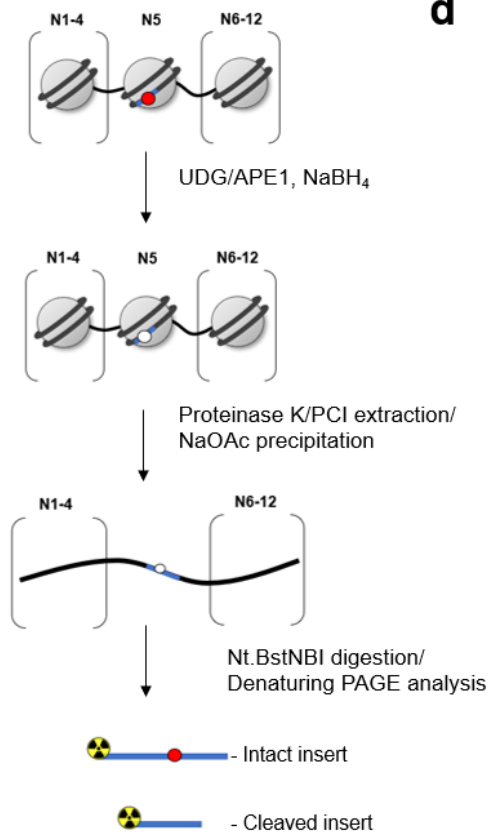 d
N1-4 N5 N6-12
UDG/APE1, NaBH₄
N1-4 N5 N6-12
Proteinase K/PCI extraction/
NaOAc precipitation
N1-4 N6-12
Nt.BstNBI digestion/
Denaturing PAGE analysis
- Intact insert
- Cleaved insert